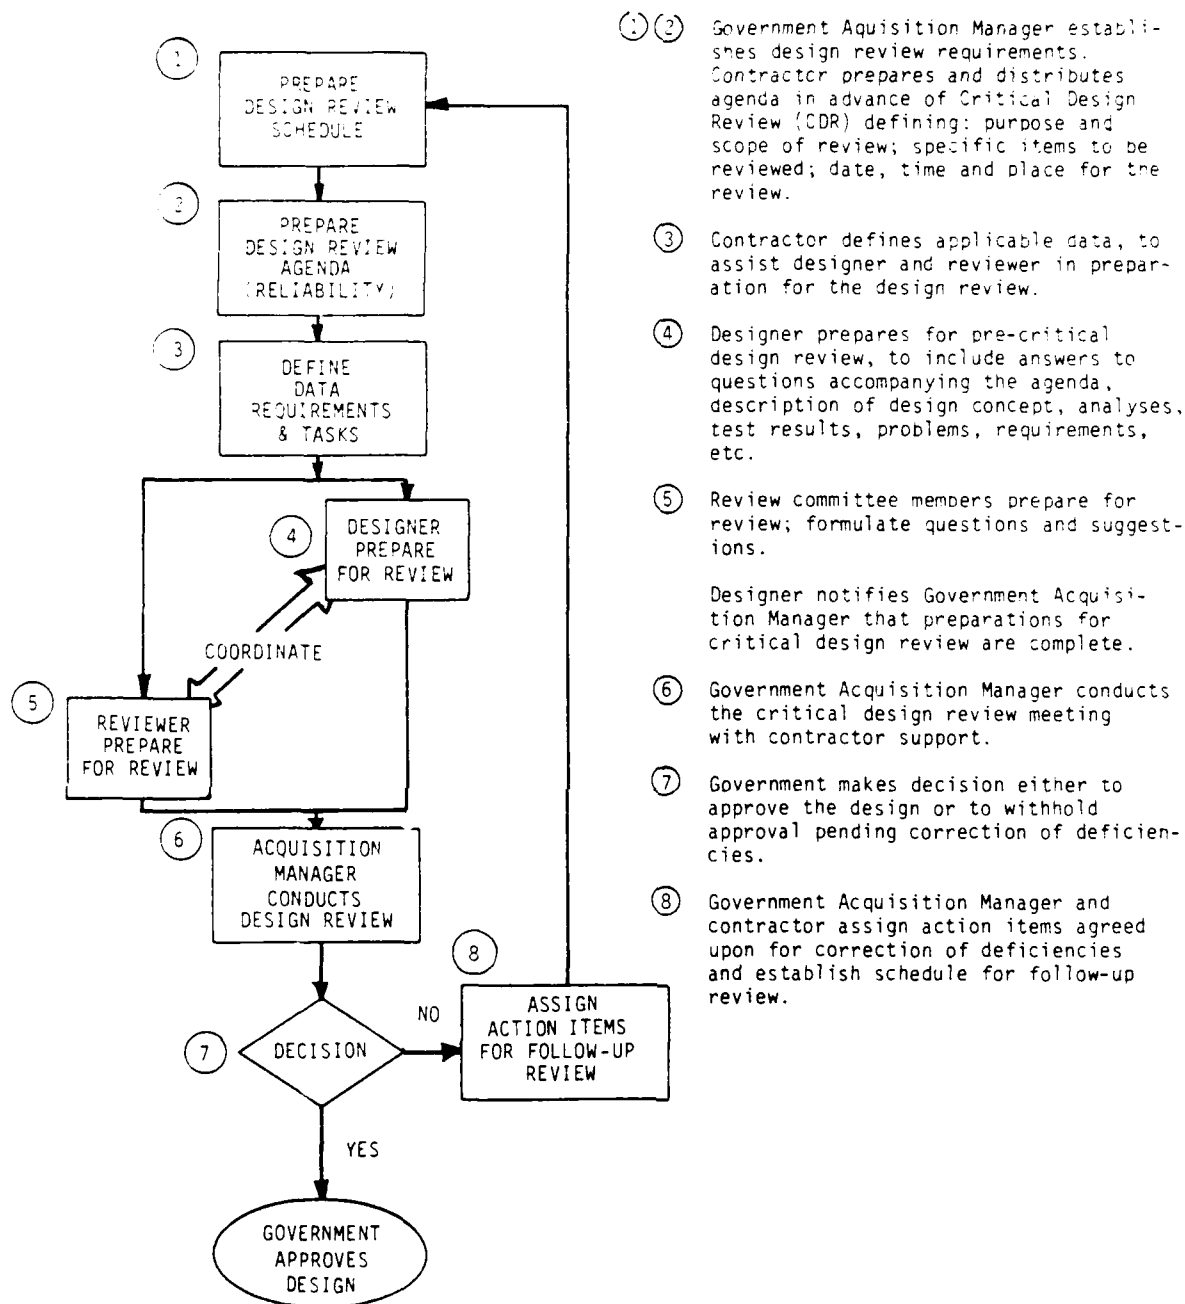 1
PREPARE
DESIGN REVIEW
SCHEDULE
2
PREPARE
DESIGN REVIEW
AGENDA
(RELIABILITY)
3
DEFINE
DATA
REQUIREMENTS
& TASKS
4
DESIGNER
PREPARE
FOR REVIEW
COORDINATE
5
REVIEWER
PREPARE
FOR REVIEW
6
ACQUISITION
MANAGER
CONDUCTS
DESIGN REVIEW
7
DECISION
NO
8
ASSIGN
ACTION ITEMS
FOR FOLLOW-UP
REVIEW
YES
GOVERNMENT
APPROVES
DESIGN
1 2 Government Aquisition Manager establi-
shes design review requirements.
Contractor prepares and distributes
agenda in advance of Critical Design
Review (CDR) defining: purpose and
scope of review; specific items to be
reviewed; date, time and place for the
review.
3 Contractor defines applicable data, to
assist designer and reviewer in prepar-
ation for the design review.
4 Designer prepares for pre-critical
design review, to include answers to
questions accompanying the agenda,
description of design concept, analyses,
test results, problems, requirements,
etc.
5 Review committee members prepare for
review; formulate questions and suggest-
ions.
Designer notifies Government Acquisi-
tion Manager that preparations for
critical design review are complete.
6 Government Acquisition Manager conducts
the critical design review meeting
with contractor support.
7 Government makes decision either to
approve the design or to withhold
approval pending correction of deficien-
cies.
8 Government Acquisition Manager and
contractor assign action items agreed
upon for correction of deficiencies
and establish schedule for follow-up
review.